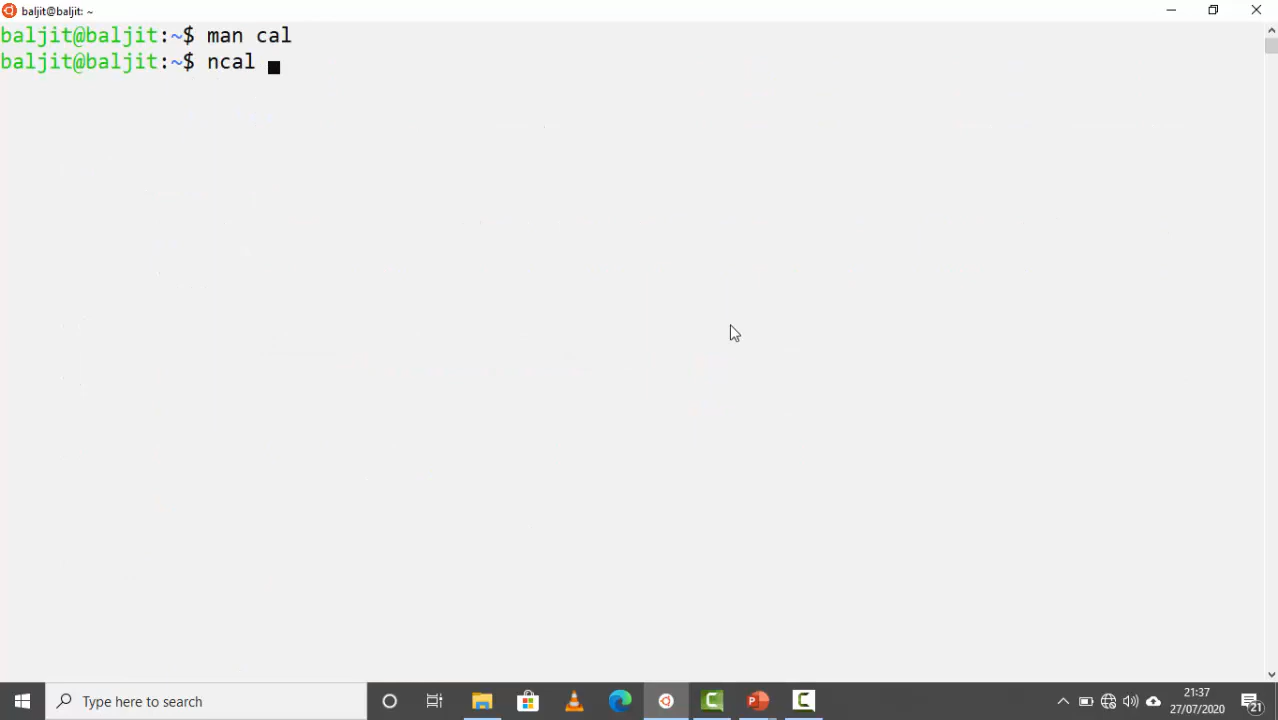 baljit@baljit: ~
baljit@baljit:~$ man cal
baljit@baljit:~$ ncal
Type here to search
21:37
27/07/2020
21